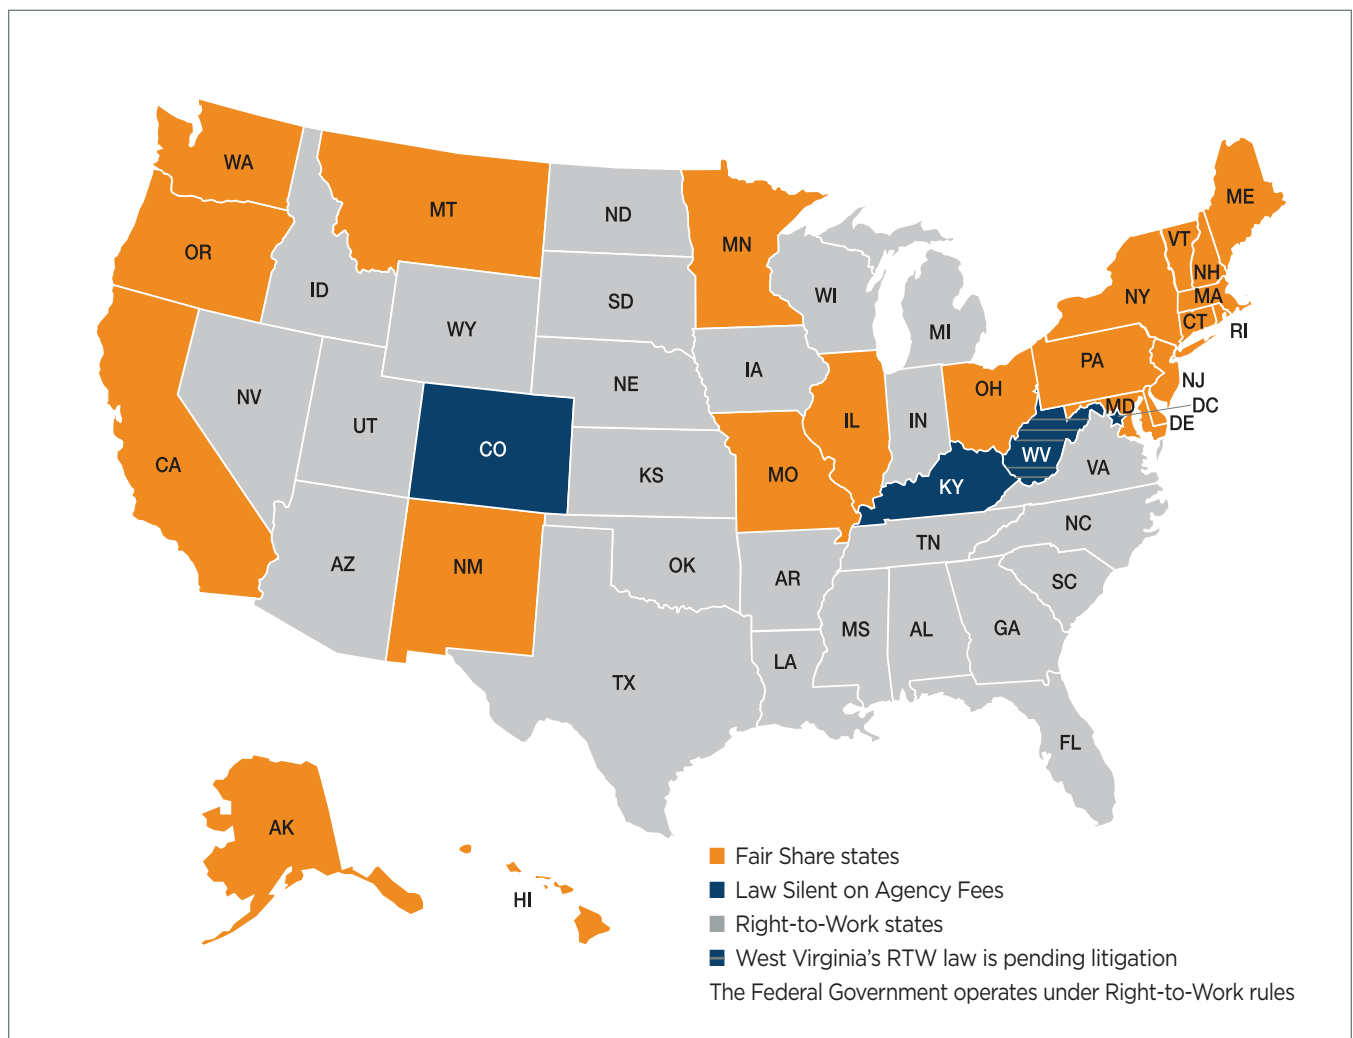 WA
MT
ND
MN
ME
VT
OR
NH
ID
SD
WI
NY
MA
WY
MI
CT
RI
NE
IA
PA
NV
UT
CO
IL
IN
OH
NJ
MD
DC
DE
CA
KS
MO
KY
WV
VA
AZ
NM
OK
AR
TN
NC
SC
TX
LA
MS
AL
GA
FL
AK
HI
Fair Share states
Law Silent on Agency Fees
Right-to-Work states
West Virginia's RTW law is pending litigation
The Federal Government operates under Right-to-Work rules